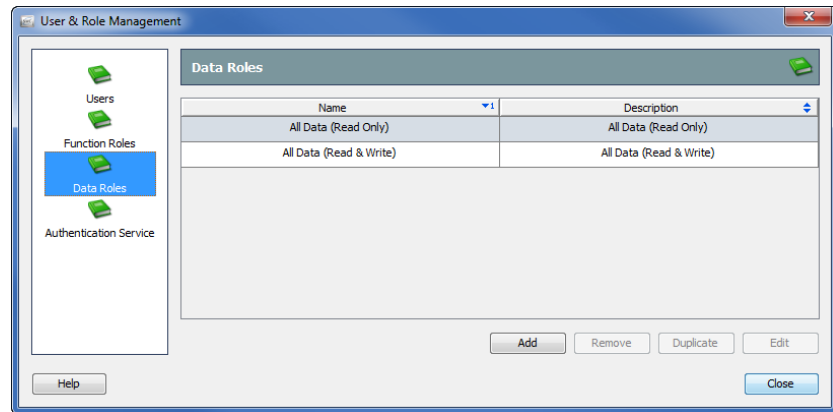 User & Role Management
Users
Function Roles
Data Roles
Authentication Service
Data Roles
Name 1 Description
All Data (Read Only) All Data (Read Only)
All Data (Read & Write) All Data (Read & Write)
Add Remove Duplicate Edit
Help Close